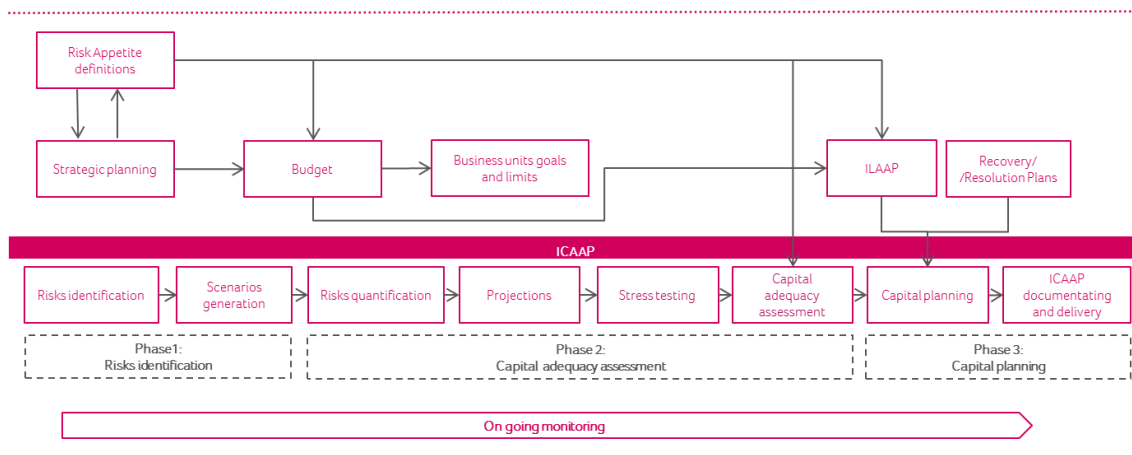 Risk Appetite
definitions
Strategic planning
Budget
Business units goals
and limits
ILAAP
Recovery/
/Resolution Plans
ICAAP
Risks identification
Scenarios
generation
Risks quantification
Projections
Stress testing
Capital
adequacy
assessment
Capital planning
ICAAP
documentating
and delivery
Phase1:
Risks identification
Phase 2:
Capital adequacy assessment
Phase 3:
Capital planning
On going monitoring